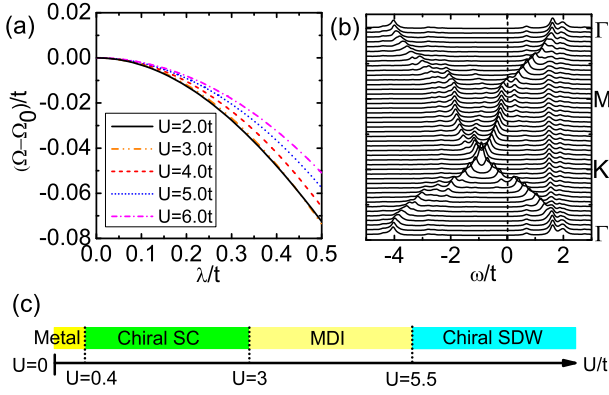 (a)
(Ω−Ω₀)/t
0.00
-0.02
-0.04
-0.06
-0.08
U=2.0t
U=3.0t
U=4.0t
U=5.0t
U=6.0t
0.0 0.1 0.2 0.3 0.4 0.5
λ/t
(b)
Γ
M
K
Γ
-4 -2 0 2
ω/t
(c)
Metal Chiral SC MDI Chiral SDW
U=0 U=0.4 U=3 U=5.5 U/t